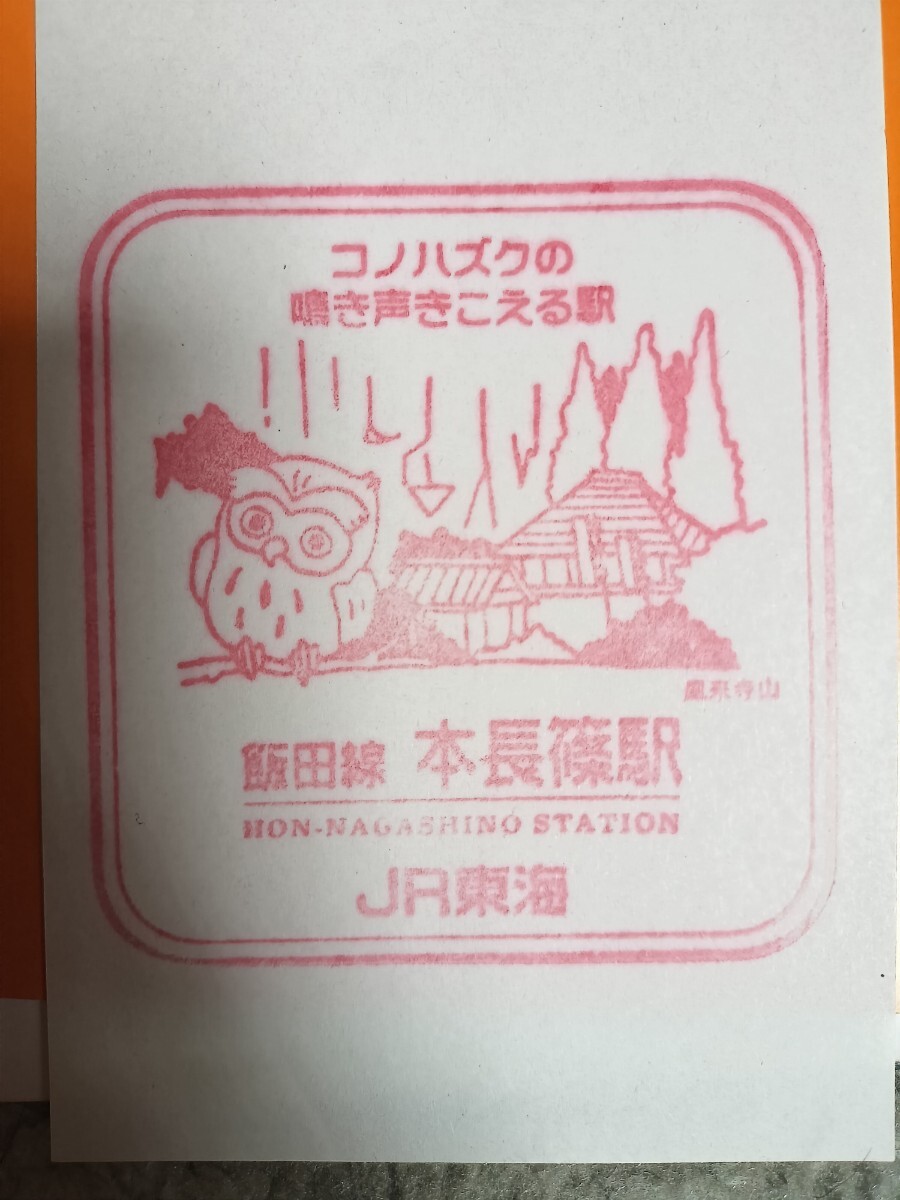 コノハズクの
鳴き声きこえる駅
鳳来寺山
飯田線 本長篠駅
HON-NAGASHINO STATION
JR東海